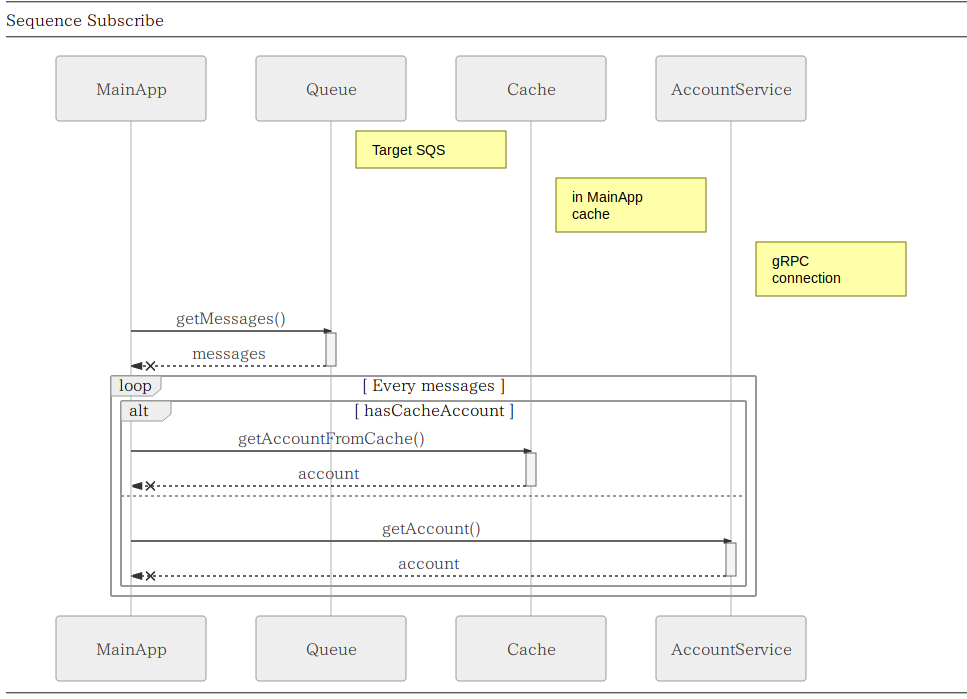 Sequence Subscribe
MainApp
Queue
Cache
AccountService
Target SQS
in MainApp
cache
gRPC
connection
getMessages()
messages
loop
[ Every messages ]
alt
[ hasCacheAccount ]
getAccountFromCache()
account
getAccount()
account
MainApp
Queue
Cache
AccountService